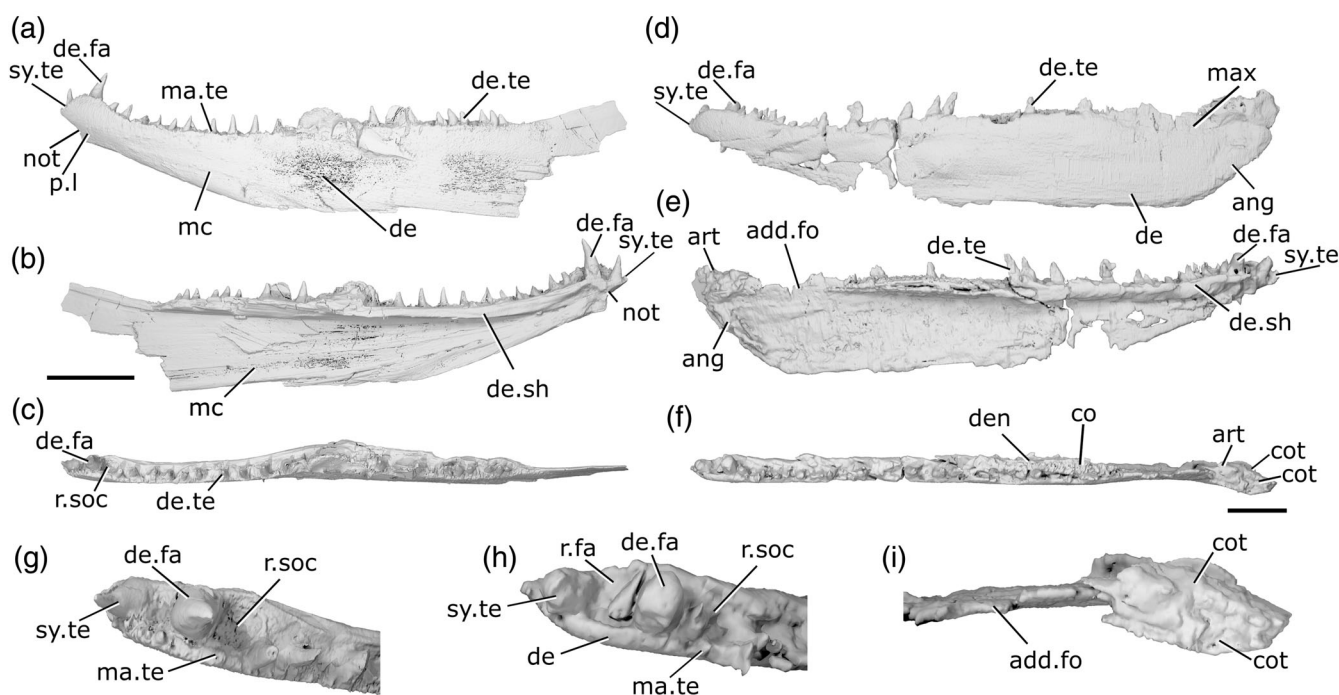 (a)
de.fa
sy.te
ma.te
de.te
not
p.l
mc
de
(b)
de.fa
sy.te
not
de.sh
mc
(c)
de.fa
r.soc
de.te
(d)
de.fa
sy.te
de.te
max
ang
de
(e)
art
add.fo
de.te
de.fa
sy.te
de.sh
ang
(f)
den
co
art
cot
cot
(g)
de.fa
r.soc
sy.te
ma.te
(h)
r.fa
de.fa
r.soc
sy.te
de
ma.te
(i)
cot
add.fo
cot